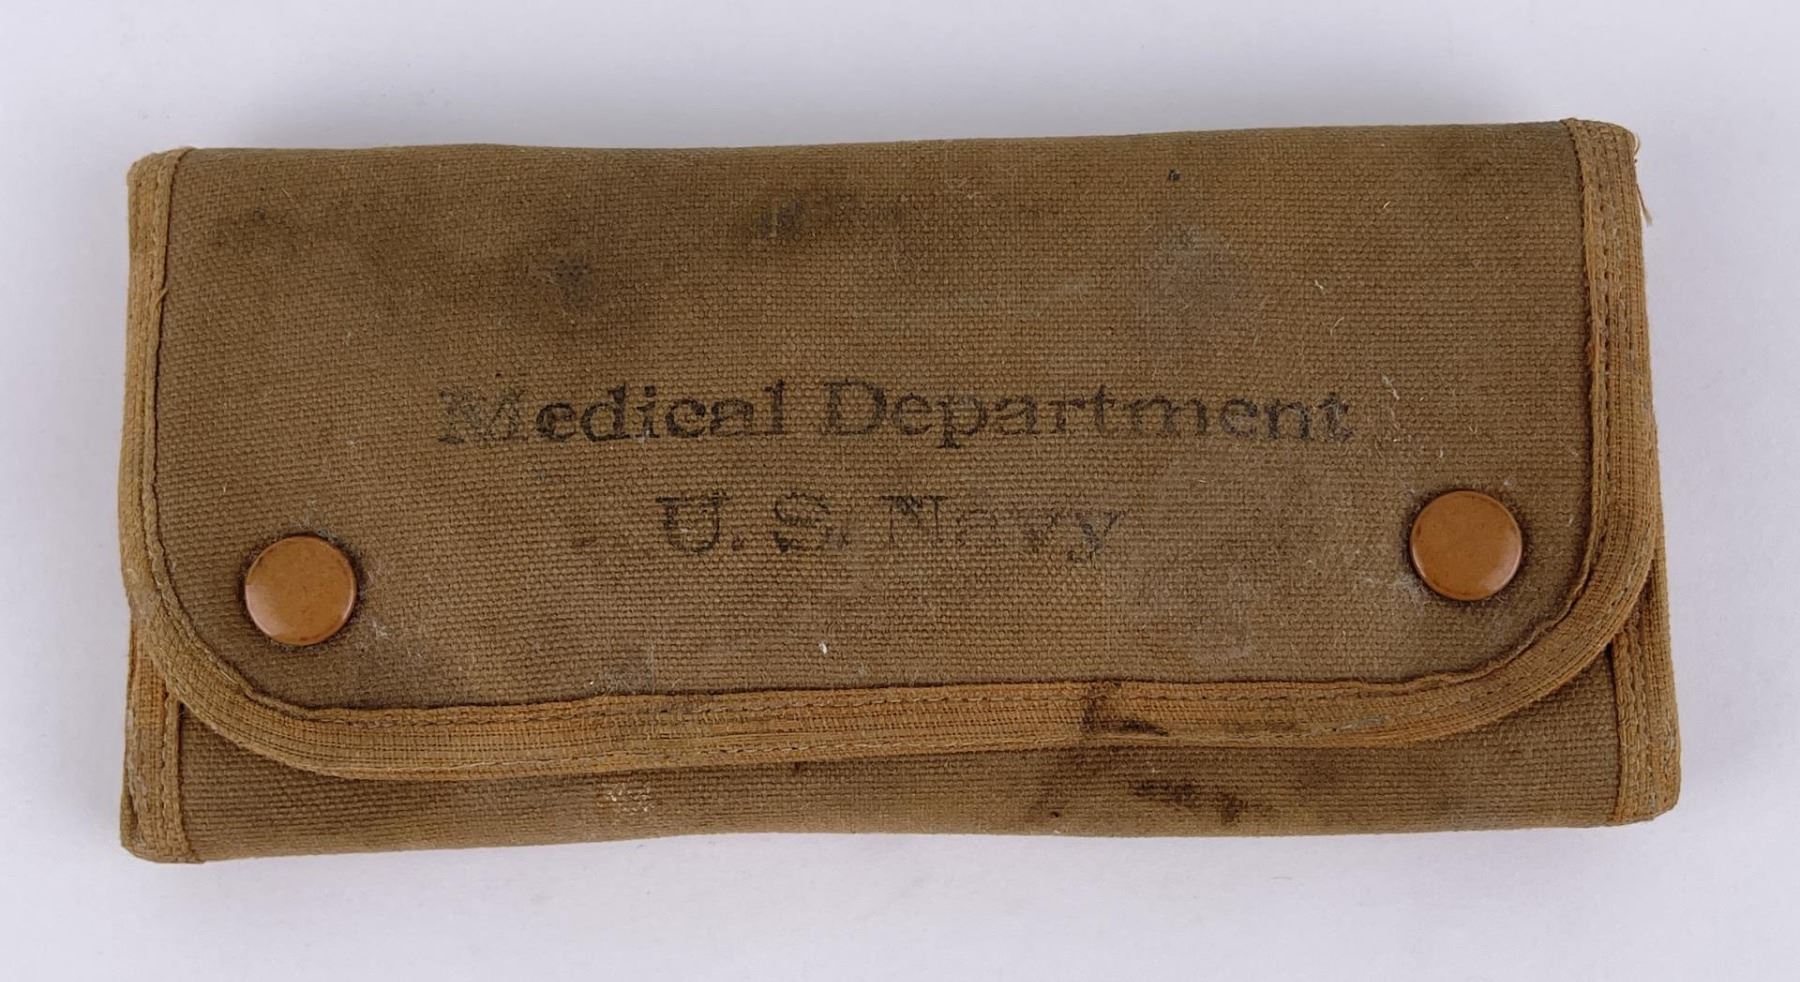 Medical Department
U. S. Navy